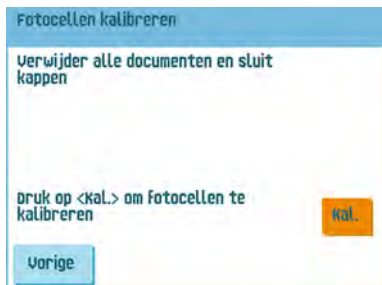 Fotocellen kalibreren
Verwijder alle documenten en sluit
kappen
Druk op <Kal.> om fotocellen te
kalibreren
Kal.
Vorige